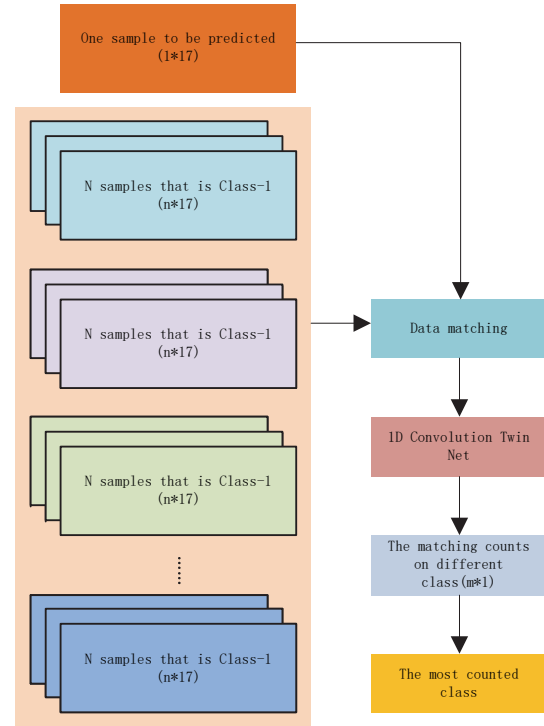 One sample to be predicted
(1*17)
N samples that is Class-1
(n*17)
N samples that is Class-1
(n*17)
N samples that is Class-1
(n*17)
......
N samples that is Class-1
(n*17)
Data matching
1D Convolution Twin
Net
The matching counts
on different
class(m*1)
The most counted
class